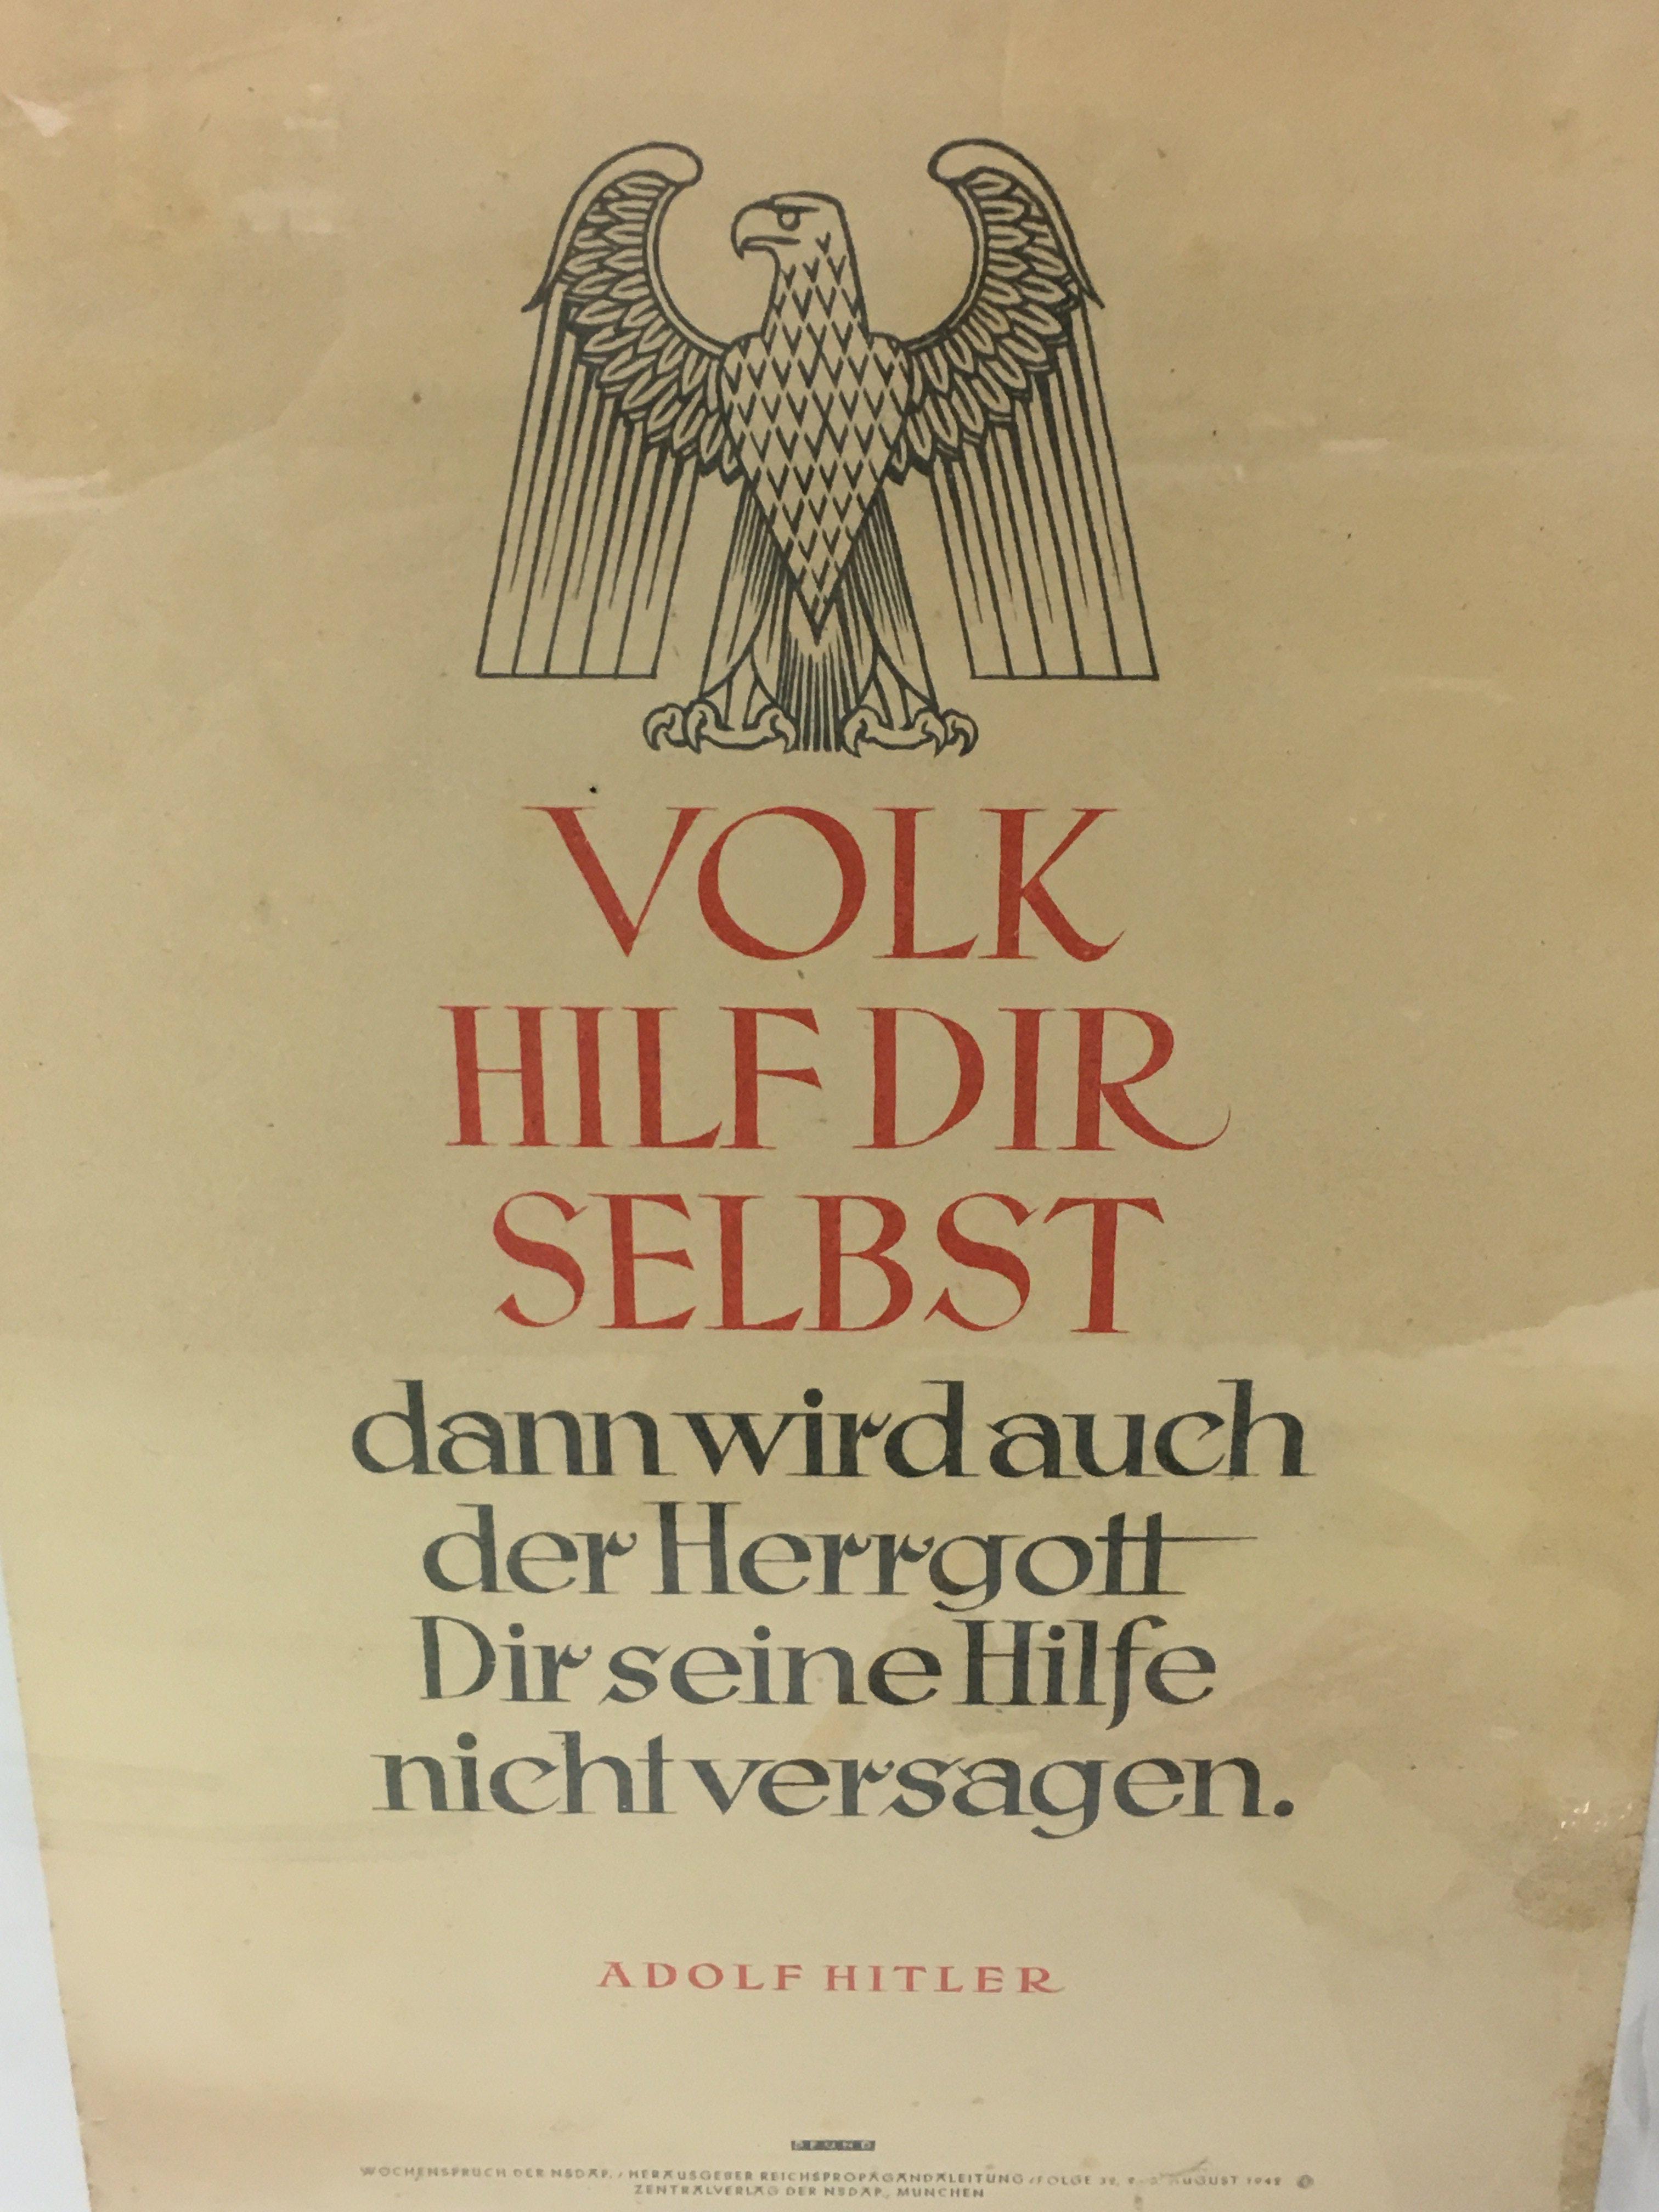 VOLK
HILF DIR
SELBST
dann wird auch
der Herrgott
Dir seine Hilfe
nicht versagen.
ADOLF HITLER
PFUND
WOCHENSPRUCH DER NSDAP. / HERAUSGEBER REICHSPROPAGANDALEITUNG / FOLGE AUGUST
ZENTRALVERLAG DER NSDAP., MÜNCHEN